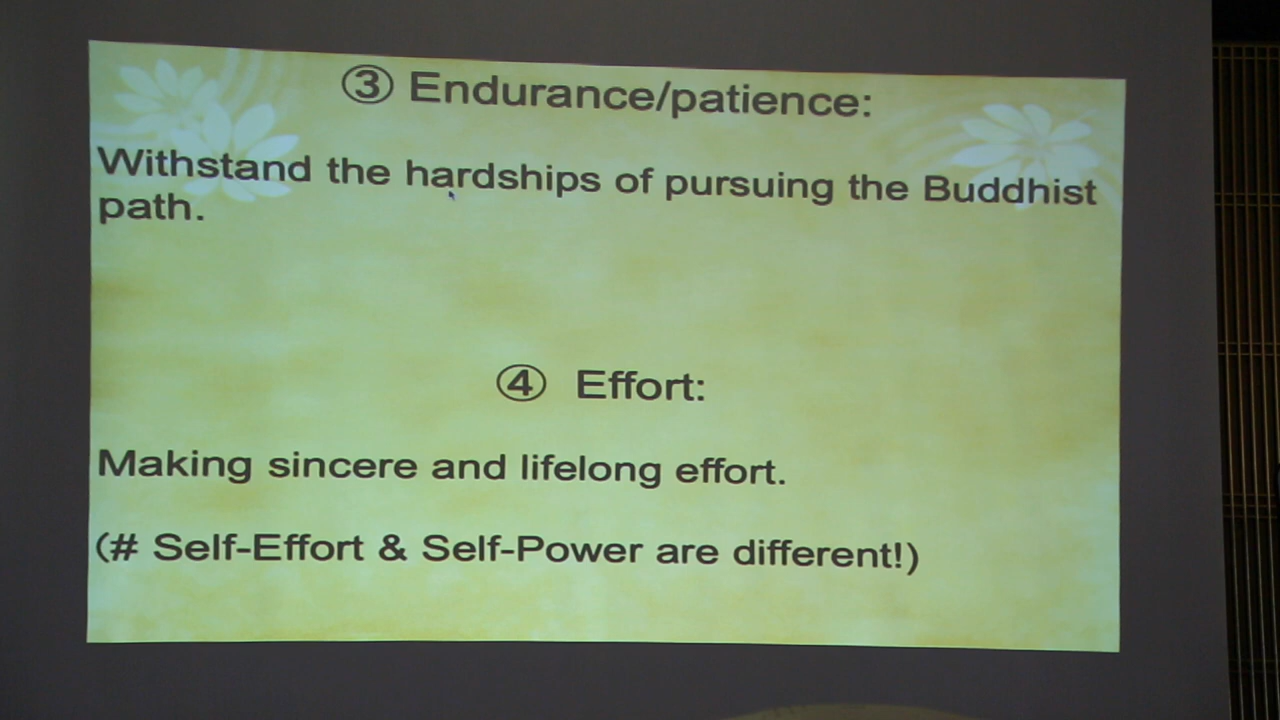 ③ Endurance/patience:
Withstand the hardships of pursuing the Buddhist
path.
④ Effort:
Making sincere and lifelong effort.
(# Self-Effort & Self-Power are different!)